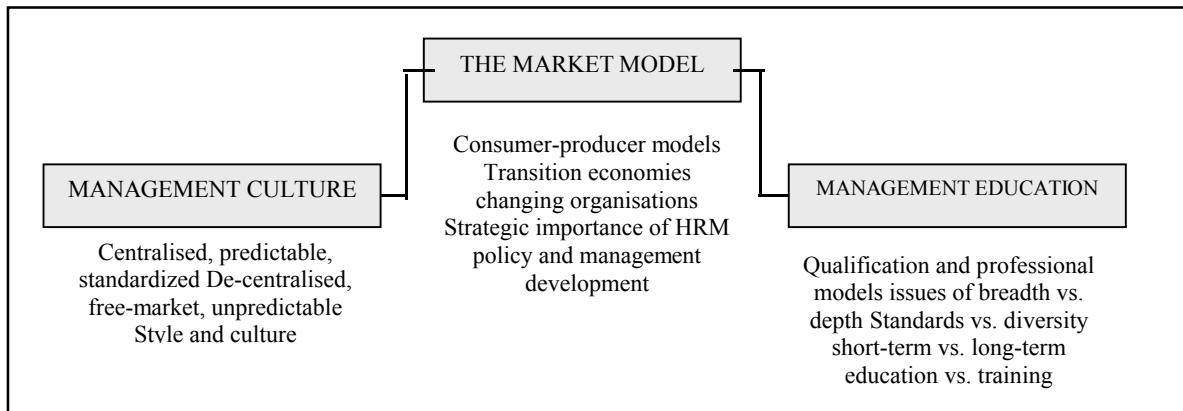 THE MARKET MODEL
Consumer-producer models
Transition economies
changing organisations
Strategic importance of HRM
policy and management
development
MANAGEMENT CULTURE
Centralised, predictable,
standardized De-centralised,
free-market, unpredictable
Style and culture
MANAGEMENT EDUCATION
Qualification and professional
models issues of breadth vs.
depth Standards vs. diversity
short-term vs. long-term
education vs. training